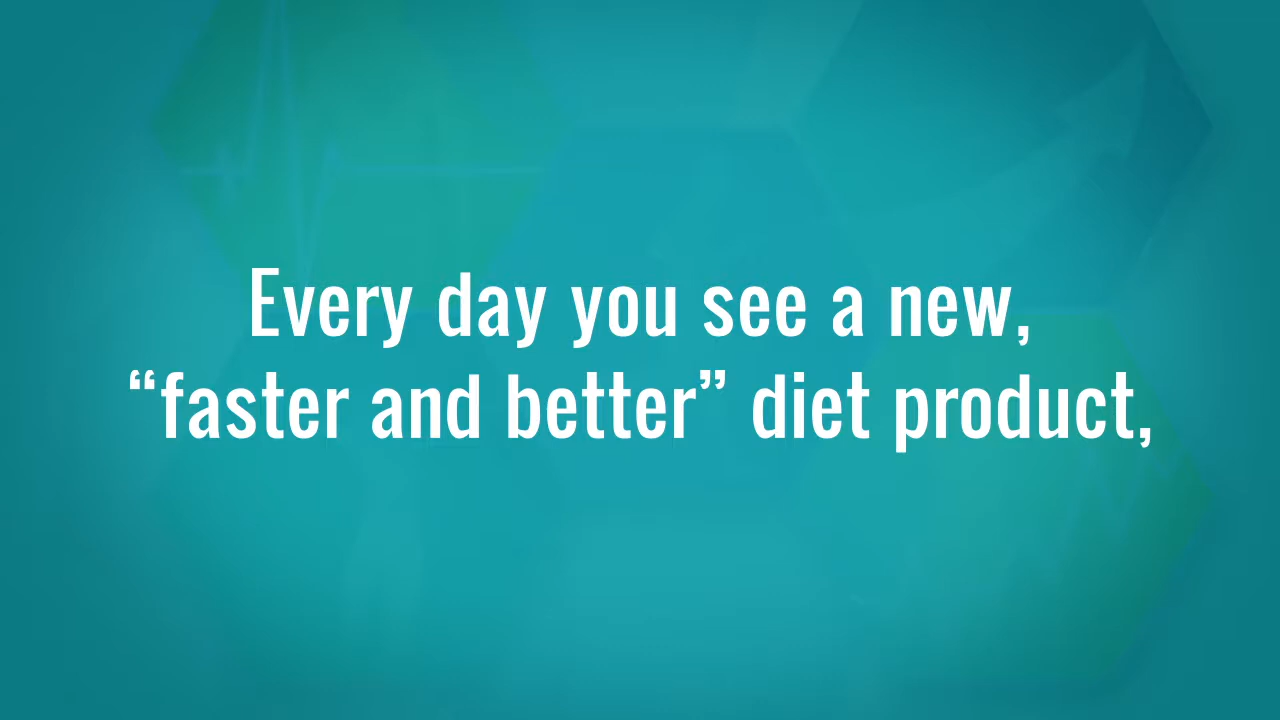 Every day you see a new,
“faster and better” diet product,